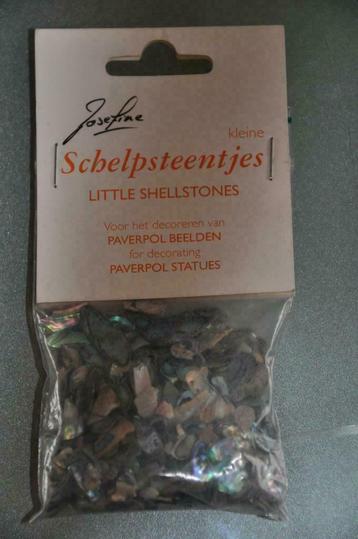 Josefine
kleine
Schelpsteentjes
LITTLE SHELLSTONES
Voor het decoreren van
PAVERPOL BEELDEN
for decorating
PAVERPOL STATUES